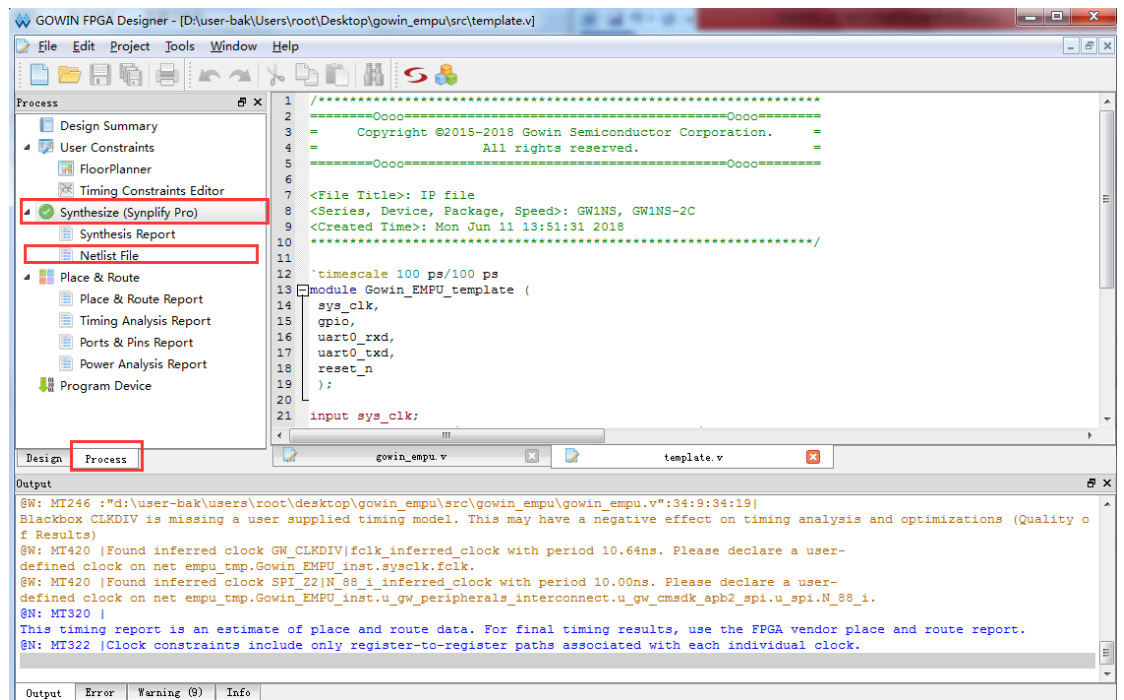 GOWIN FPGA Designer - [D:\user-bak\Users\root\Desktop\gowin_empu\src\template.v]
File Edit Project Tools Window Help
Process
Design Summary
User Constraints
FloorPlanner
Timing Constraints Editor
Synthesize (Synplify Pro)
Synthesis Report
Netlist File
Place & Route
Place & Route Report
Timing Analysis Report
Ports & Pins Report
Power Analysis Report
Program Device
Design Process
1 /******************************************************************
2 ========Oooo==========================================Oooo========
3 = Copyright ©2015-2018 Gowin Semiconductor Corporation. =
4 = All rights reserved. =
5 ========Oooo==========================================Oooo========
6
7 <File Title>: IP file
8 <Series, Device, Package, Speed>: GW1NS, GW1NS-2C
9 <Created Time>: Mon Jun 11 13:51:31 2018
10 ******************************************************************/
11
12 `timescale 100 ps/100 ps
13 module Gowin_EMPU_template (
14 sys_clk,
15 gpio,
16 uart0_rxd,
17 uart0_txd,
18 reset_n
19 );
20
21 input sys_clk;
gowin_empu.v template.v
Output
@W: MT246 :"d:\user-bak\users\root\desktop\gowin_empu\src\gowin_empu\gowin_empu.v":34:9:34:19|
Blackbox CLKDIV is missing a user supplied timing model. This may have a negative effect on timing analysis and optimizations (Quality o
f Results)
@W: MT420 |Found inferred clock GW_CLKDIV|fclk_inferred_clock with period 10.64ns. Please declare a user-
defined clock on net empu_tmp.Gowin_EMPU_inst.sysclk.fclk.
@W: MT420 |Found inferred clock SPI_Z2|N_88_i_inferred_clock with period 10.00ns. Please declare a user-
defined clock on net empu_tmp.Gowin_EMPU_inst.u_gw_peripherals_interconnect.u_gw_cmsdk_apb2_spi.u_spi.N_88_i.
@N: MT320 |
This timing report is an estimate of place and route data. For final timing results, use the FPGA vendor place and route report.
@N: MT322 |Clock constraints include only register-to-register paths associated with each individual clock.
Output Error Warning (9) Info